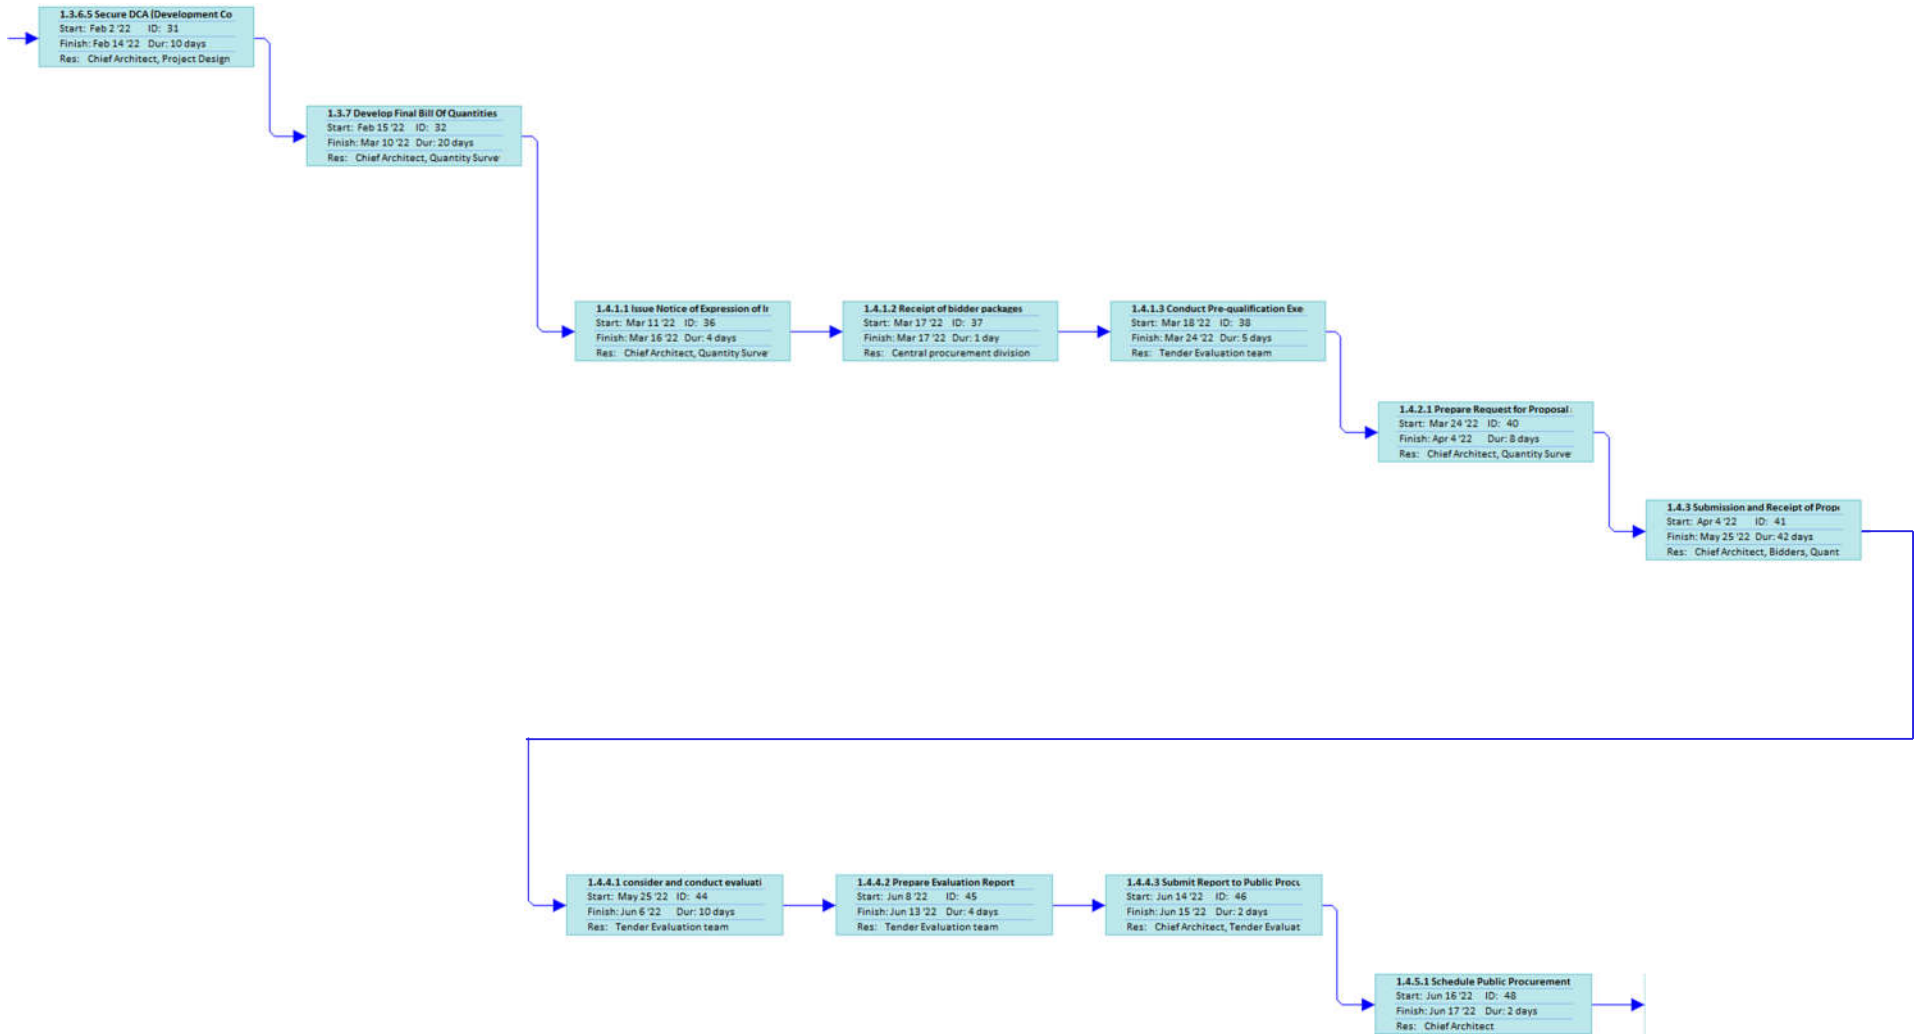 1.3.6.5 Secure DCA (Development Co
Start: Feb 2 '22 ID: 31
Finish: Feb 14 '22 Dur: 10 days
Res: Chief Architect, Project Design
1.3.7 Develop Final Bill Of Quantities
Start: Feb 15 '22 ID: 32
Finish: Mar 10 '22 Dur: 20 days
Res: Chief Architect, Quantity Surve
1.4.1.1 Issue Notice of Expression of Ir
Start: Mar 11 '22 ID: 36
Finish: Mar 16 '22 Dur: 4 days
Res: Chief Architect, Quantity Surve
1.4.1.2 Receipt of bidder packages
Start: Mar 17 '22 ID: 37
Finish: Mar 17 '22 Dur: 1 day
Res: Central procurement division
1.4.1.3 Conduct Pre-qualification Exe
Start: Mar 18 '22 ID: 38
Finish: Mar 24 '22 Dur: 5 days
Res: Tender Evaluation team
1.4.2.1 Prepare Request for Proposal
Start: Mar 24 '22 ID: 40
Finish: Apr 4 '22 Dur: 8 days
Res: Chief Architect, Quantity Surve
1.4.3 Submission and Receipt of Propo
Start: Apr 4 '22 ID: 41
Finish: May 25 '22 Dur: 42 days
Res: Chief Architect, Bidders, Quant
1.4.4.1 consider and conduct evaluati
Start: May 25 '22 ID: 44
Finish: Jun 6 '22 Dur: 10 days
Res: Tender Evaluation team
1.4.4.2 Prepare Evaluation Report
Start: Jun 8 '22 ID: 45
Finish: Jun 13 '22 Dur: 4 days
Res: Tender Evaluation team
1.4.4.3 Submit Report to Public Procu
Start: Jun 14 '22 ID: 46
Finish: Jun 15 '22 Dur: 2 days
Res: Chief Architect, Tender Evaluat
1.4.5.1 Schedule Public Procurement
Start: Jun 16 '22 ID: 48
Finish: Jun 17 '22 Dur: 2 days
Res: Chief Architect